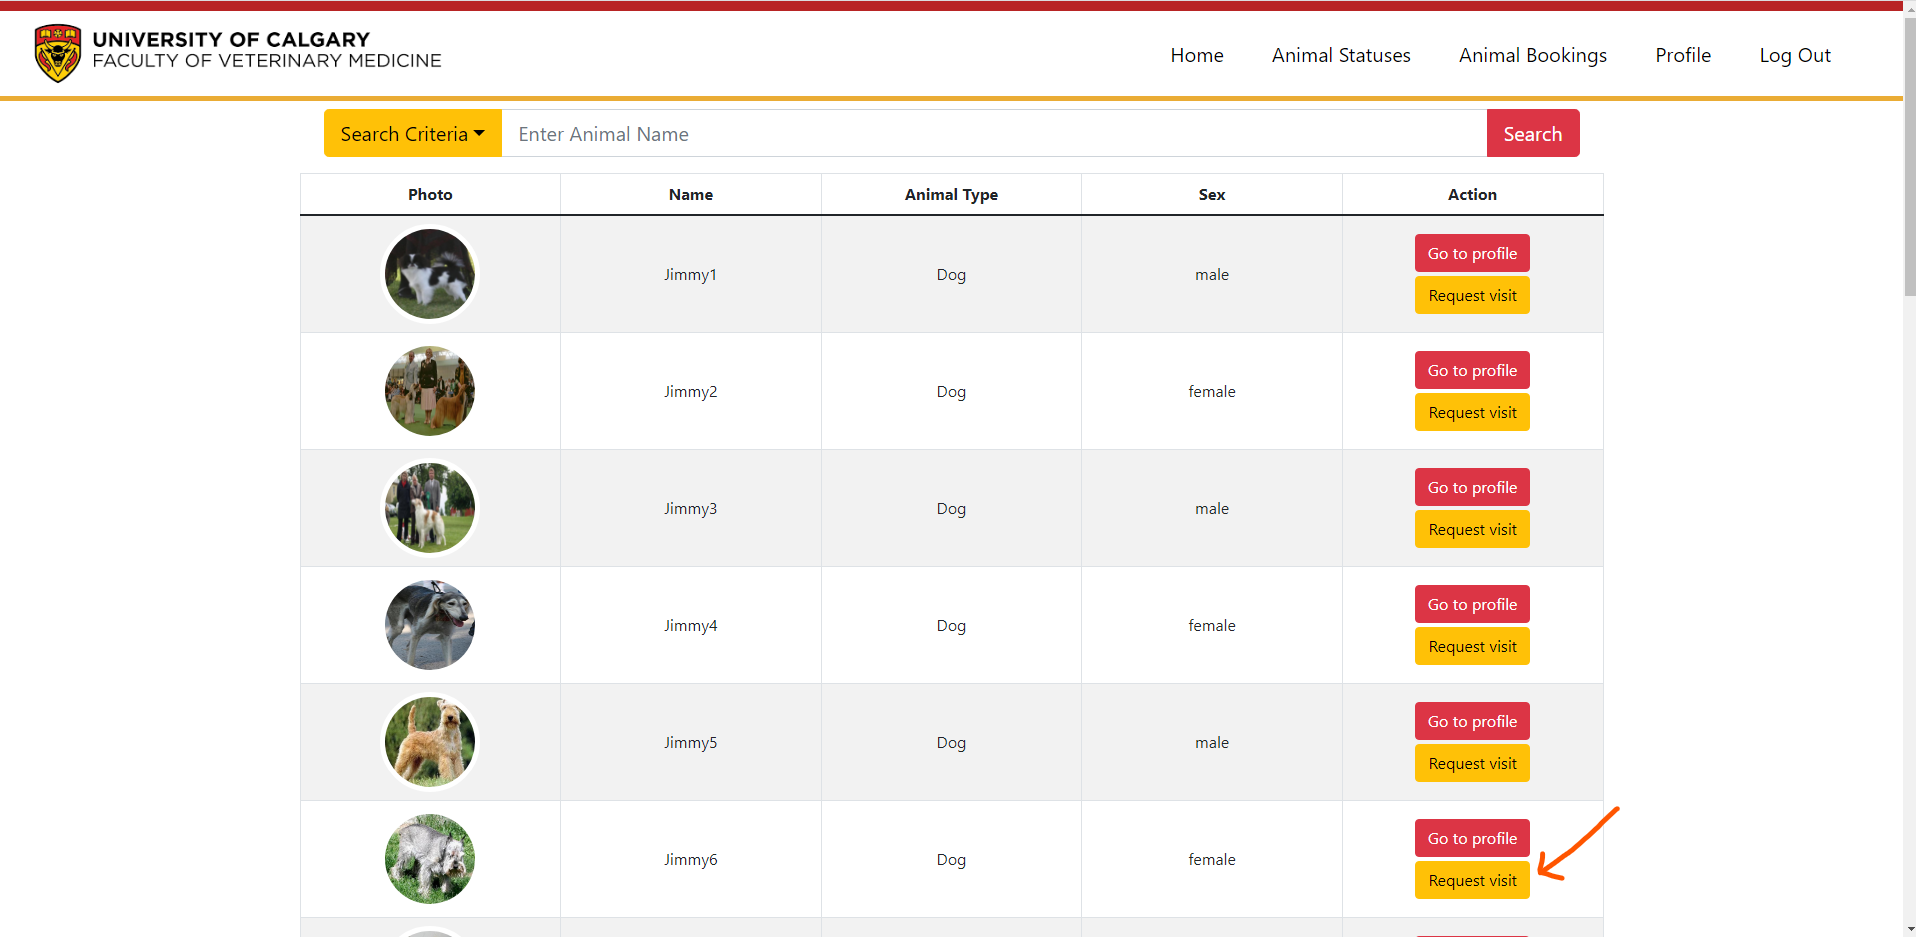 UNIVERSITY OF CALGARY
FACULTY OF VETERINARY MEDICINE
Home Animal Statuses Animal Bookings Profile Log Out
Search Criteria Enter Animal Name Search
Photo Name Animal Type Sex Action
Jimmy1 Dog male Go to profile
Request visit
Jimmy2 Dog female Go to profile
Request visit
Jimmy3 Dog male Go to profile
Request visit
Jimmy4 Dog female Go to profile
Request visit
Jimmy5 Dog male Go to profile
Request visit
Jimmy6 Dog female Go to profile
Request visit